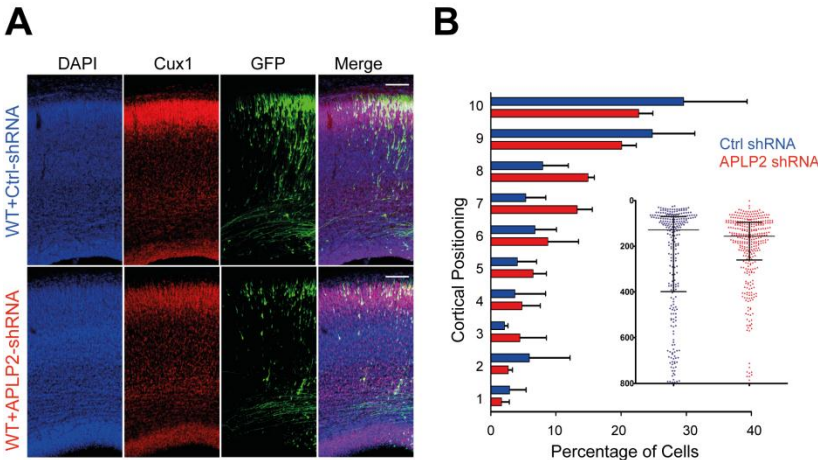 A
DAPI
Cux1
GFP
Merge
WT+Ctrl-shRNA
WT+APLP2-shRNA
B
Cortical Positioning
10
9
8
7
6
5
4
3
2
1
0
10
20
30
40
Percentage of Cells
Ctrl shRNA
APLP2 shRNA
0
200
400
600
800